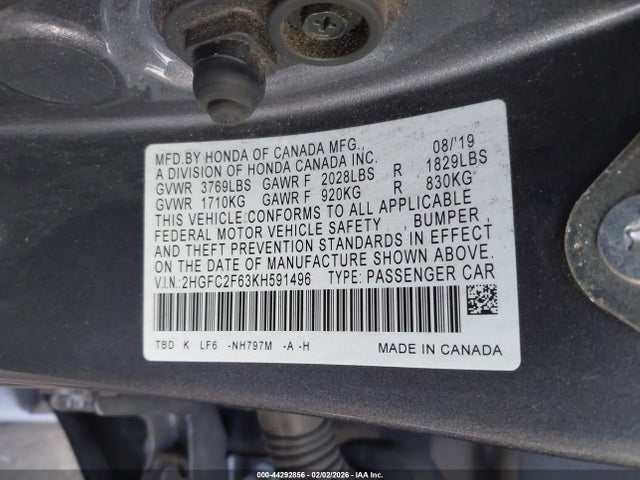 MFD.BY HONDA OF CANADA MFG., 08/'19
A DIVISION OF HONDA CANADA INC.
GVWR 3769LBS GAWR F 2028LBS R 1829LBS
GVWR 1710KG GAWR F 920KG R 830KG
THIS VEHICLE CONFORMS TO ALL APPLICABLE
FEDERAL MOTOR VEHICLE SAFETY , BUMPER ,
AND THEFT PREVENTION STANDARDS IN EFFECT
ON THE DATE OF MANUFACTURE SHOWN ABOVE.
V.I.N.:2HGFC2F63KH591496 TYPE: PASSENGER CAR
TBD K LF6 -NH797M -A -H MADE IN CANADA
000-44292856 - 02/02/2026 - IAA Inc.